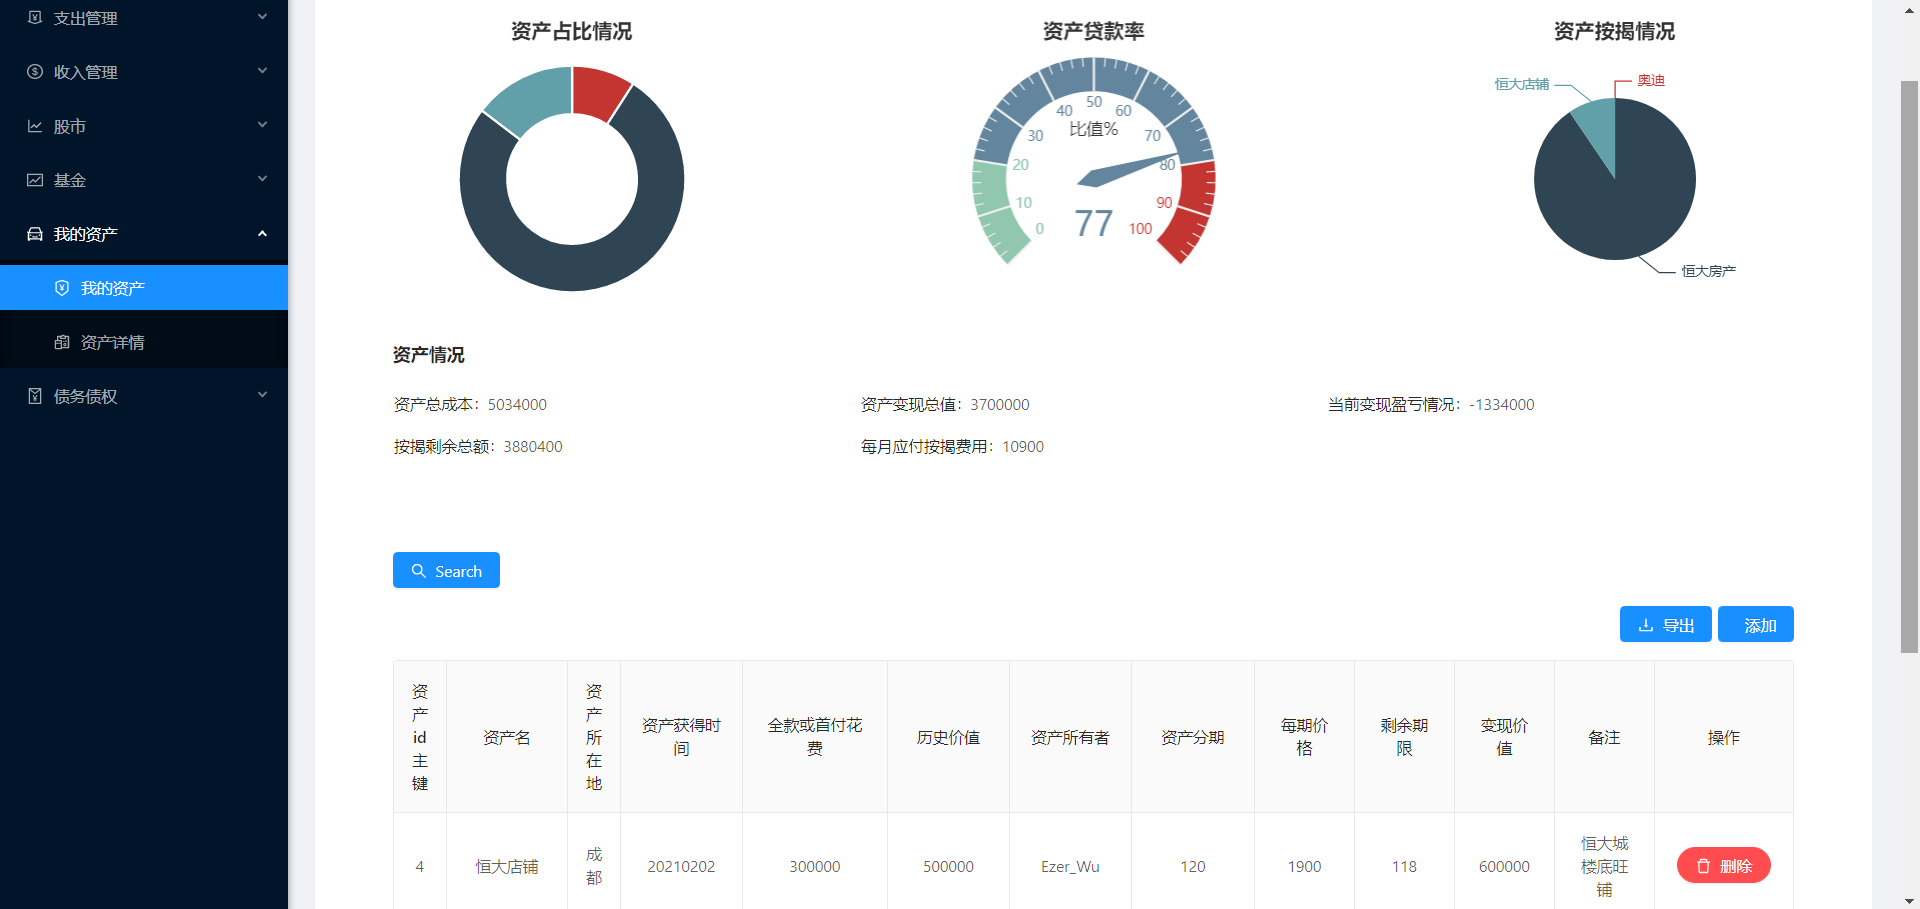 支出管理
收入管理
股市
基金
我的资产
我的资产
资产详情
债务债权
资产占比情况
资产贷款率
50
40
60
比值%
30
70
20
80
10
90
0
77
100
资产按揭情况
恒大店铺
奥迪
恒大房产
资产情况
资产总成本：5034000
资产变现总值：3700000
当前变现盈亏情况：-1334000
按揭剩余总额：3880400
每月应付按揭费用：10900
Search
导出
添加
资产id主键
资产名
资产所在地
资产获得时间
全款或首付花费
历史价值
资产所有者
资产分期
每期价格
剩余期限
变现价值
备注
操作
4
恒大店铺
成都
20210202
300000
500000
Ezer_Wu
120
1900
118
600000
恒大城楼底旺铺
删除